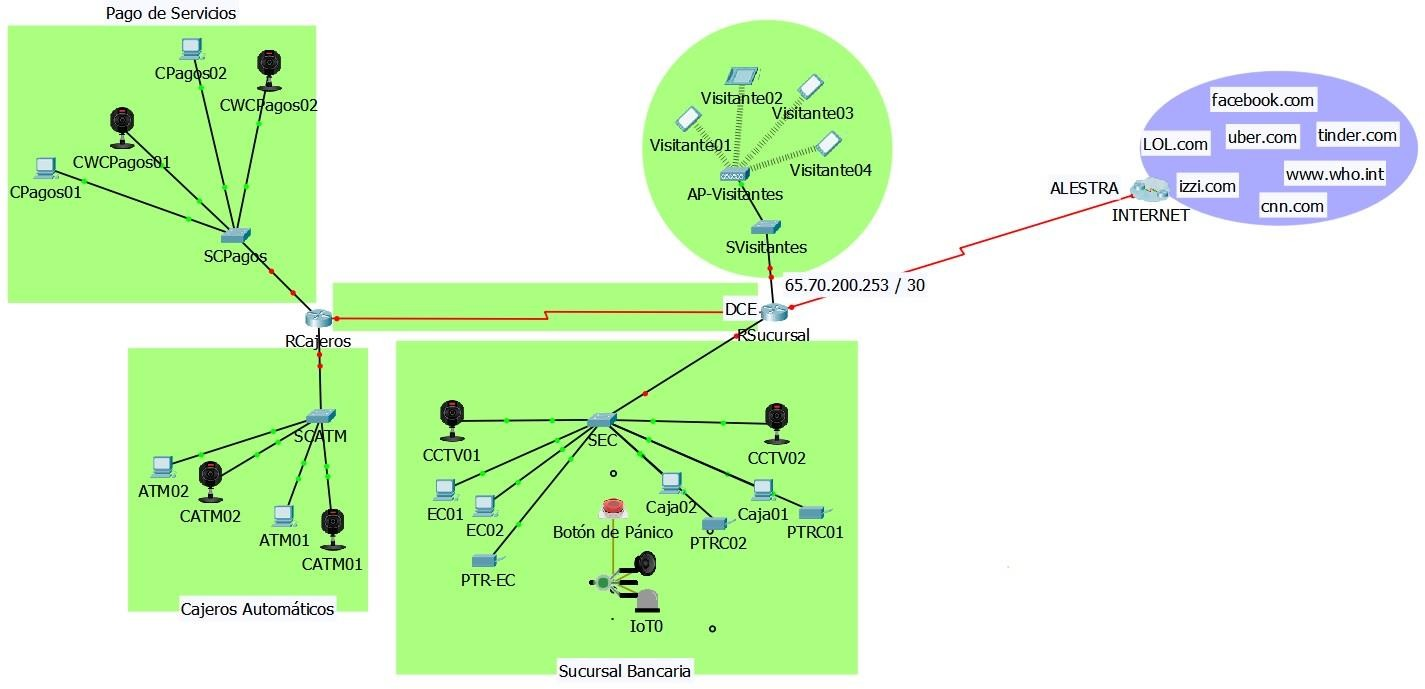 Pago de Servicios
CPagos02
CWCPagos02
CWCPagos01
CPagos01
SCPagos
RCajeros
SCATM
ATM02
CATM02
ATM01
CATM01
Cajeros Automáticos
Visitante02
Visitante03
Visitante01
Visitante04
AP-Visitantes
SVisitantes
65.70.200.253 / 30
DCE
RSucursal
SEC
CCTV01
CCTV02
EC01
EC02
PTR-EC
Caja02
Caja01
PTRC02
PTRC01
Botón de Pánico
IoT0
Sucursal Bancaria
ALESTRA
INTERNET
facebook.com
LOL.com
uber.com
tinder.com
www.who.int
izzi.com
cnn.com